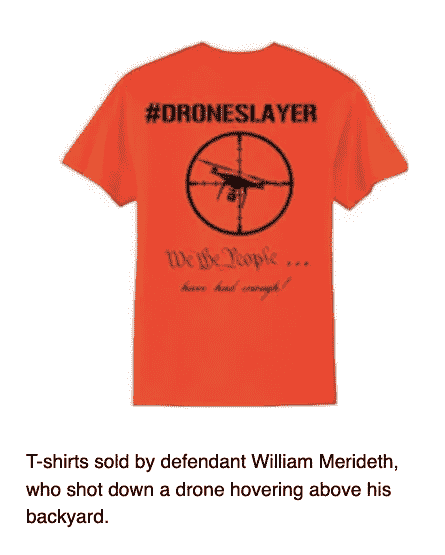 #DRONESLAYER
We the People ...
have had enough!
T-shirts sold by defendant William Merideth,
who shot down a drone hovering above his
backyard.